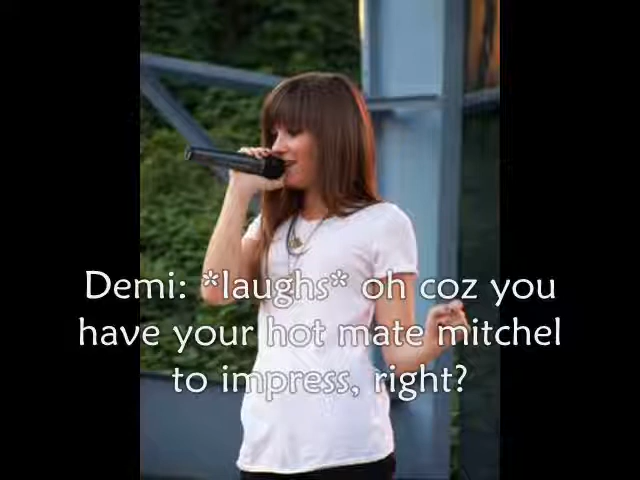 Demi: *laughs* oh coz you
have your hot mate mitchel
to impress, right?